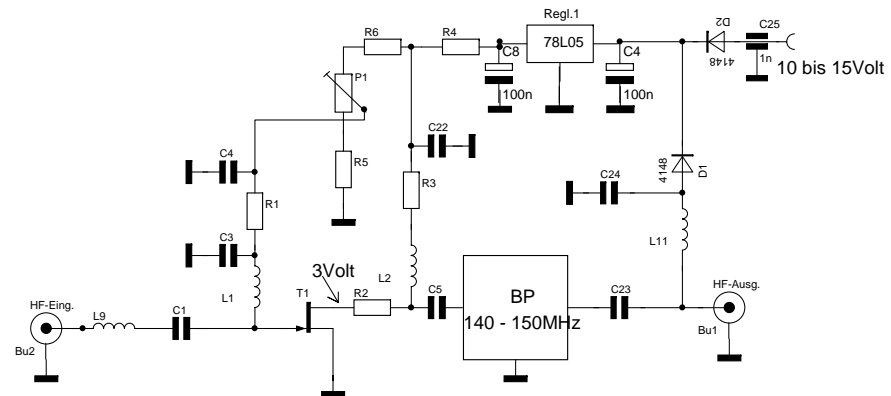 Regl.1
D2
C25
R6
R4
C8
78L05
C4
4148
1n
10 bis 15Volt
P1
100n
100n
C22
C4
R5
4148
D1
C24
R3
R1
C3
L11
3Volt
L2
HF-Eing.
L1
T1
R2
C5
BP
C23
HF-Ausg.
L9
C1
140 - 150MHz
Bu2
Bu1